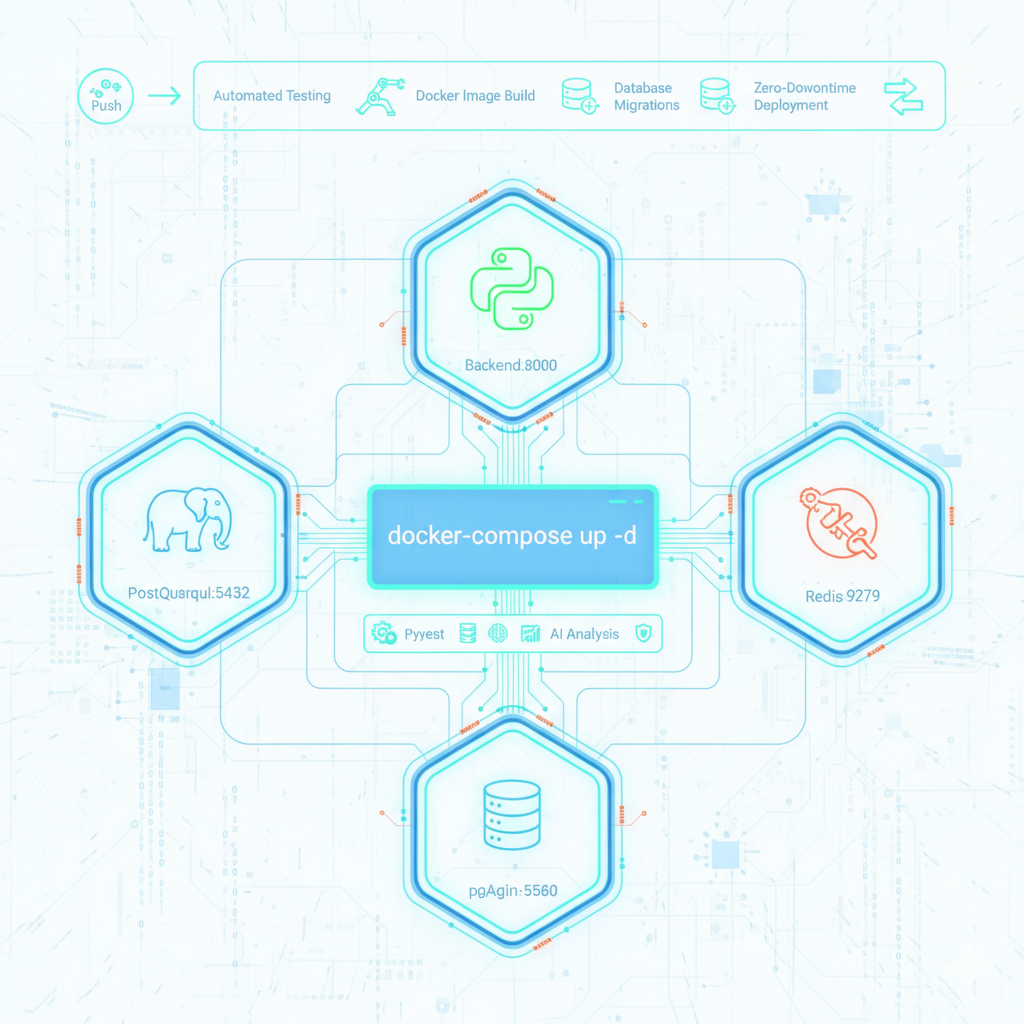 Push
Automated Testing
Docker Image Build
Database
Migrations
Zero-Dowontime
Deployment
Backend:8000
docker-compose up -d
PostQuarqul:5432
Redis 9279
Pyyest
AI Analysis
pgAgin:5560